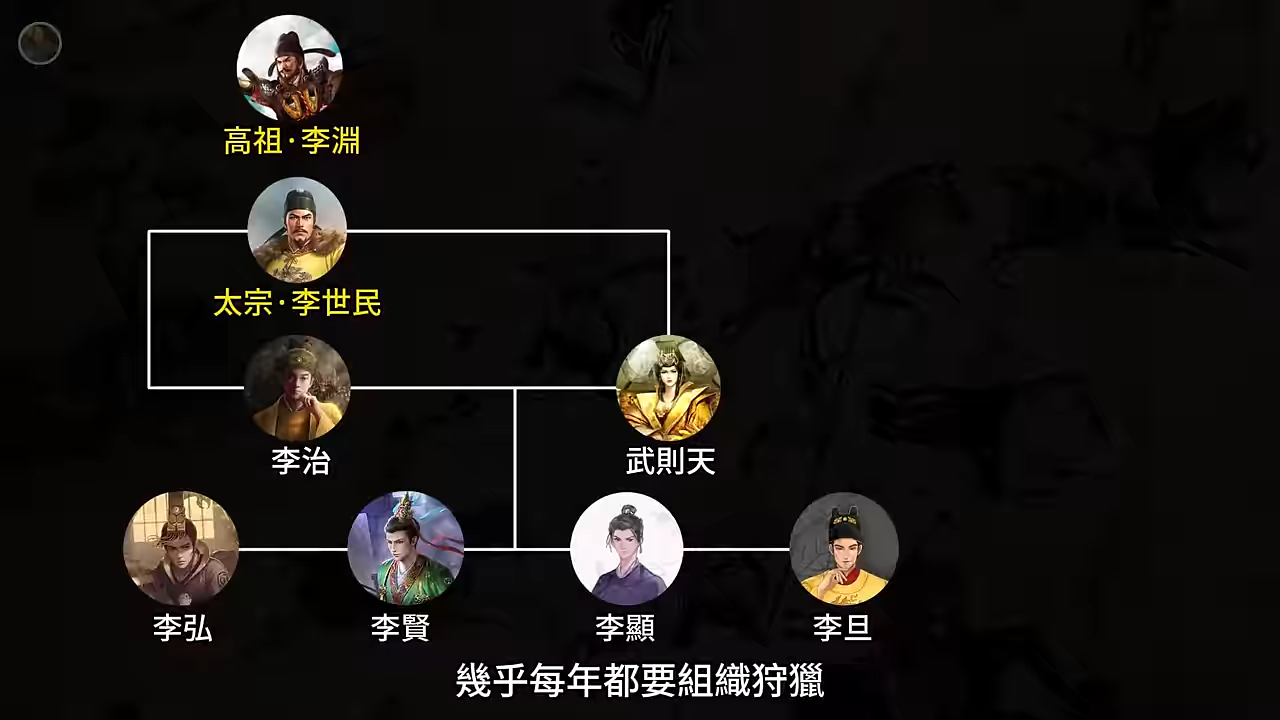 高祖·李淵
太宗·李世民
李治
武則天
李弘
李賢
李顯
李旦
幾乎每年都要組織狩獵